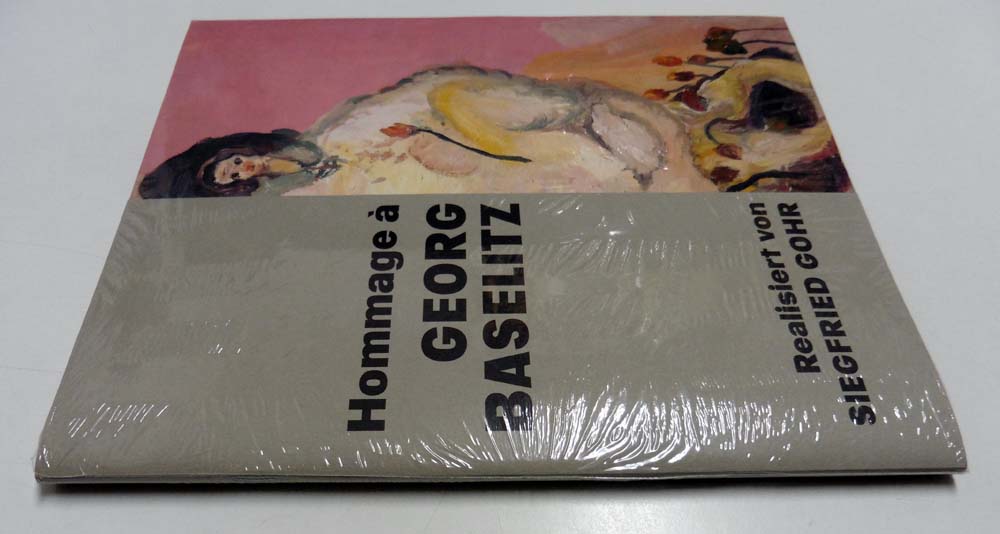 Hommage à
GEORG
BASELITZ
Realisiert von
SIEGFRIED GOHR